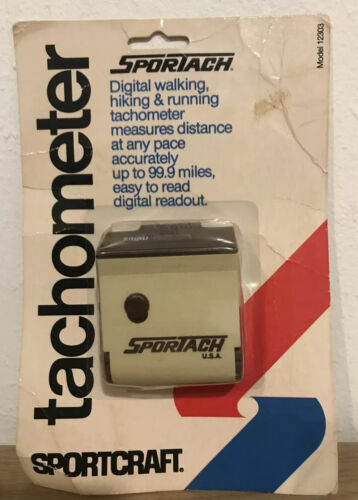 tachometer
SPORTACH®
Model 12303
Digital walking,
hiking & running
tachometer
measures distance
at any pace
accurately
up to 99.9 miles,
easy to read
digital readout.
SPORTACH
U.S.A.
SPORTCRAFT®